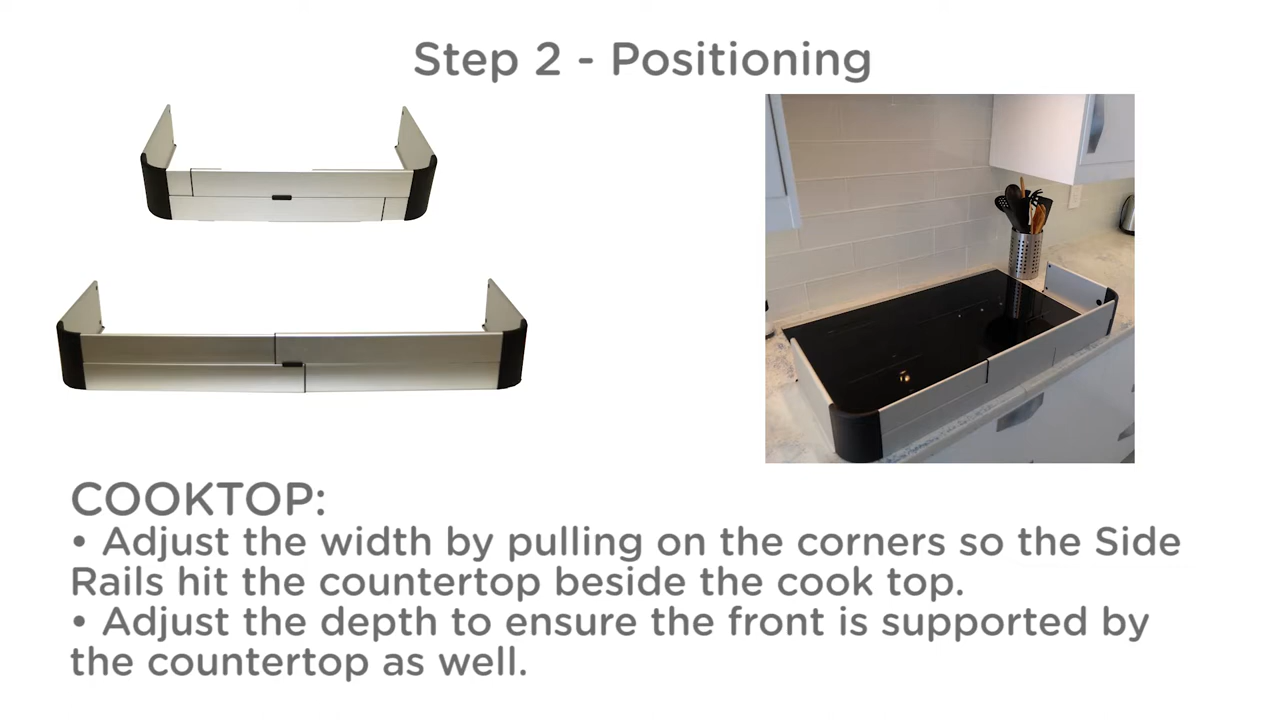 Step 2 - Positioning
COOKTOP:
• Adjust the width by pulling on the corners so the Side
Rails hit the countertop beside the cook top.
• Adjust the depth to ensure the front is supported by
the countertop as well.